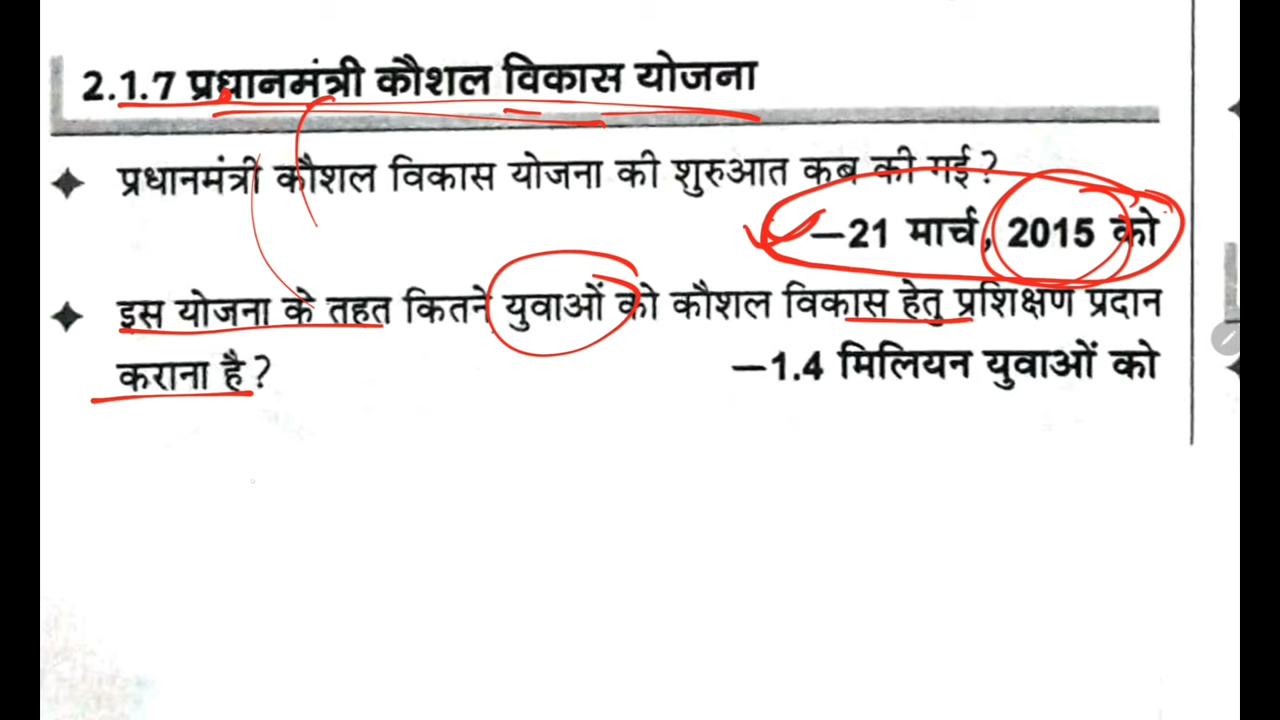 2.1.7 प्रधानमंत्री कौशल विकास योजना
प्रधानमंत्री कौशल विकास योजना की शुरुआत कब की गई?
—21 मार्च, 2015 को
इस योजना के तहत कितने युवाओं को कौशल विकास हेतु प्रशिक्षण प्रदान
कराना है? —1.4 मिलियन युवाओं को